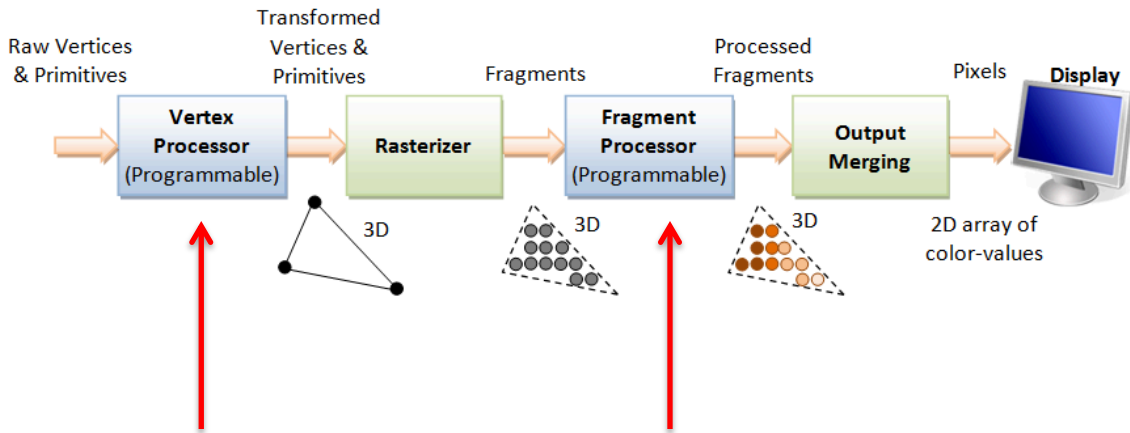 Raw Vertices
& Primitives
Vertex
Processor
(Programmable)
Transformed
Vertices &
Primitives
3D
Rasterizer
Fragments
3D
Fragment
Processor
(Programmable)
Processed
Fragments
3D
Output
Merging
Pixels
2D array of
color-values
Display